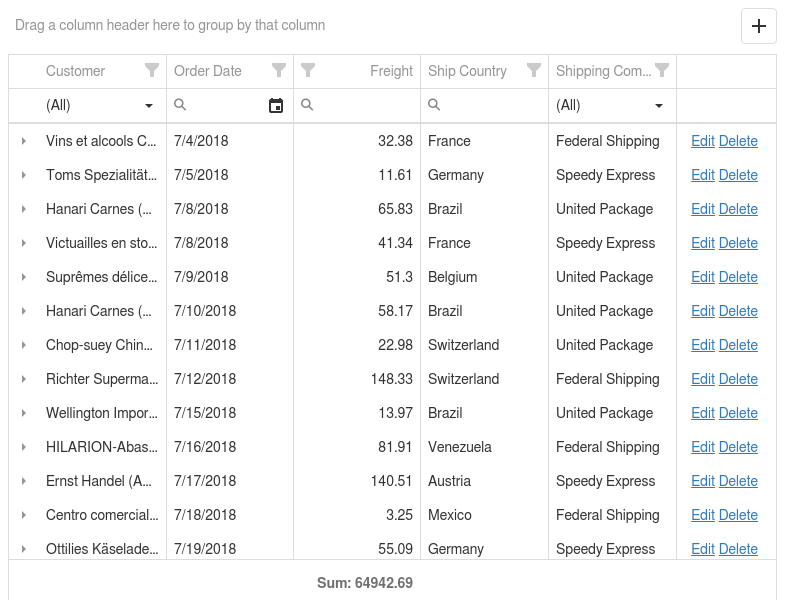 Drag a column header here to group by that column
Customer Order Date Freight Ship Country Shipping Com...
(All) (All)
Vins et alcools C... 7/4/2018 32.38 France Federal Shipping Edit Delete
Toms Spezialität... 7/5/2018 11.61 Germany Speedy Express Edit Delete
Hanari Carnes (... 7/8/2018 65.83 Brazil United Package Edit Delete
Victuailles en sto... 7/8/2018 41.34 France Speedy Express Edit Delete
Suprêmes délice... 7/9/2018 51.3 Belgium United Package Edit Delete
Hanari Carnes (... 7/10/2018 58.17 Brazil United Package Edit Delete
Chop-suey Chin... 7/11/2018 22.98 Switzerland United Package Edit Delete
Richter Superma... 7/12/2018 148.33 Switzerland Federal Shipping Edit Delete
Wellington Impor... 7/15/2018 13.97 Brazil United Package Edit Delete
HILARION-Abas... 7/16/2018 81.91 Venezuela Federal Shipping Edit Delete
Ernst Handel (A... 7/17/2018 140.51 Austria Speedy Express Edit Delete
Centro comercial... 7/18/2018 3.25 Mexico Federal Shipping Edit Delete
Ottilies Käselade... 7/19/2018 55.09 Germany Speedy Express Edit Delete
Sum: 64942.69